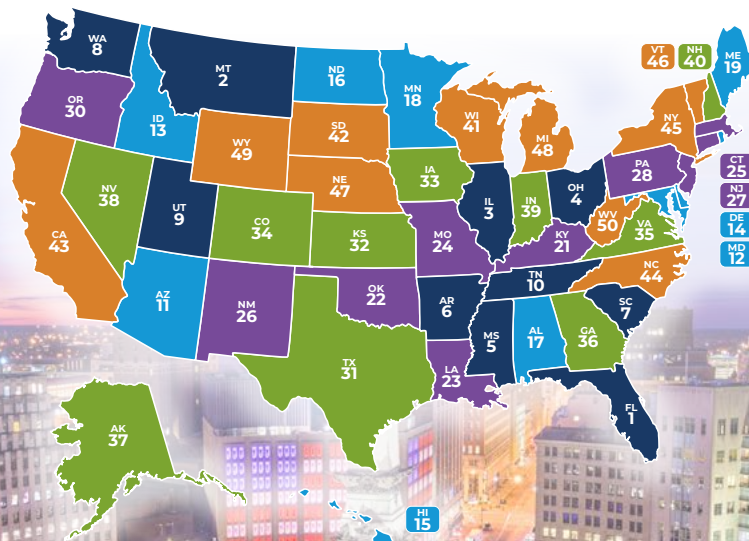 WA
8
MT
2
ND
16
MN
18
VT
46
NH
40
ME
19
OR
30
ID
13
WY
49
SD
42
WI
41
MI
48
NY
45
NV
38
UT
9
CO
34
NE
47
IA
33
IL
3
IN
39
OH
4
PA
28
CT
25
NJ
27
DE
14
MD
12
CA
43
AZ
11
NM
26
KS
32
OK
22
MO
24
KY
21
WV
50
VA
35
NC
44
TN
10
AR
6
SC
7
TX
31
LA
23
MS
5
AL
17
GA
36
FL
1
AK
37
HI
15